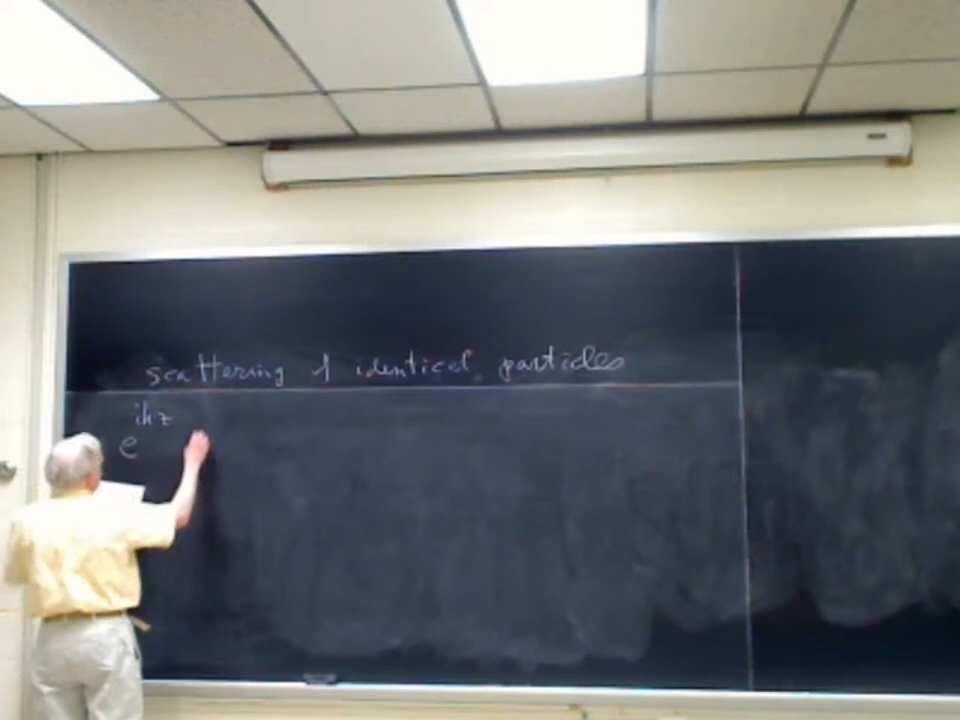 scattering of identical particles
e^{ikz}